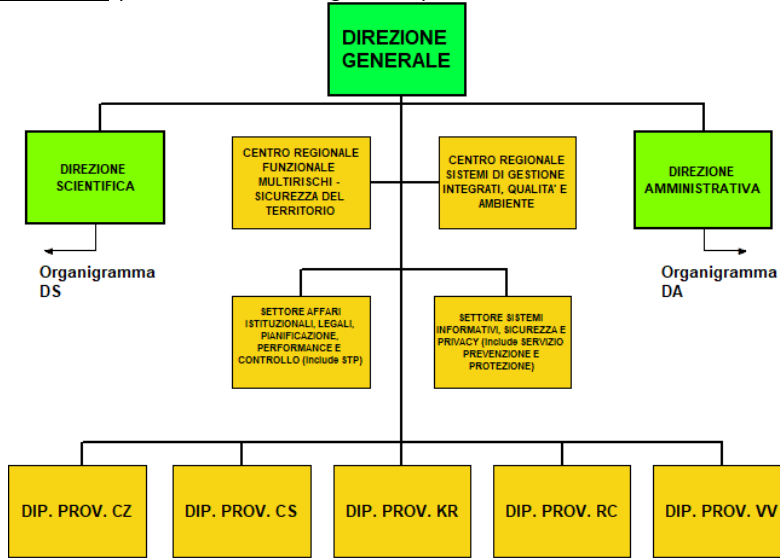 DIREZIONE
GENERALE
DIREZIONE
SCIENTIFICA
CENTRO REGIONALE
FUNZIONALE
MULTIRISCHI -
SICUREZZA DEL
TERRITORIO
CENTRO REGIONALE
SISTEMI DI GESTIONE
INTEGRATI, QUALITA' E
AMBIENTE
DIREZIONE
AMMINISTRATIVA
Organigramma
DS
Organigramma
DA
SETTORE AFFARI
ISTITUZIONALI, LEGALI,
PIANIFICAZIONE,
PERFORMANCE E
CONTROLLO (include STP)
SETTORE SISTEMI
INFORMATIVI, SICUREZZA E
PRIVACY (include SERVIZIO
PREVENZIONE E
PROTEZIONE)
DIP. PROV. CZ
DIP. PROV. CS
DIP. PROV. KR
DIP. PROV. RC
DIP. PROV. VV